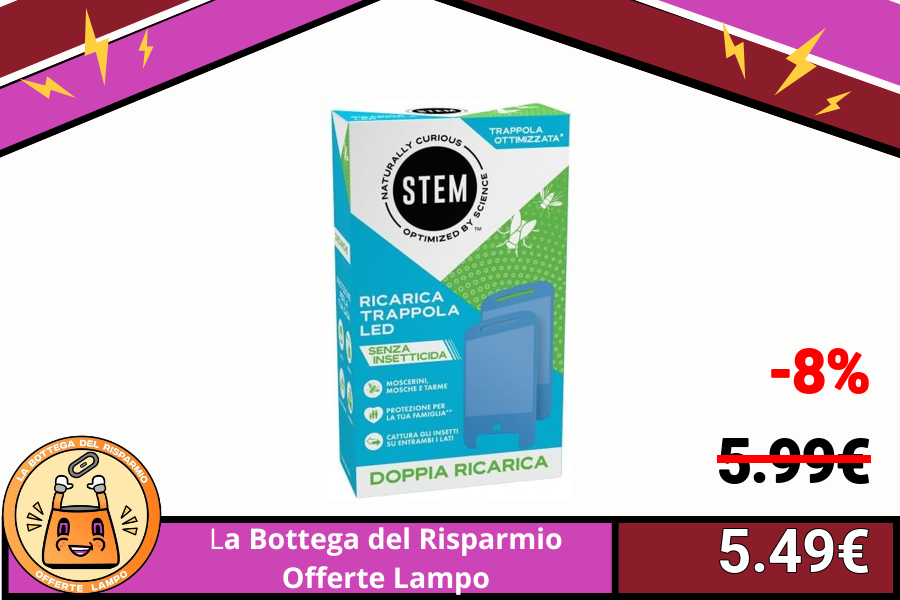 NATURALLY CURIOUS
STEM
OPTIMIZED BY SCIENCE
TM
STEM
TRAPPOLA
OTTIMIZZATA*
RICARICA
TRAPPOLA
LED
SENZA
INSETTICIDA
MOSCERINI,
MOSCHE E TARME
PROTEZIONE PER
LA TUA FAMIGLIA**
CATTURA GLI INSETTI
SU ENTRAMBI I LATI
DOPPIA RICARICA
-8%
5.99€
5.49€
LA BOTTEGA DEL RISPARMIO
OFFERTE LAMPO
La Bottega del Risparmio
Offerte Lampo